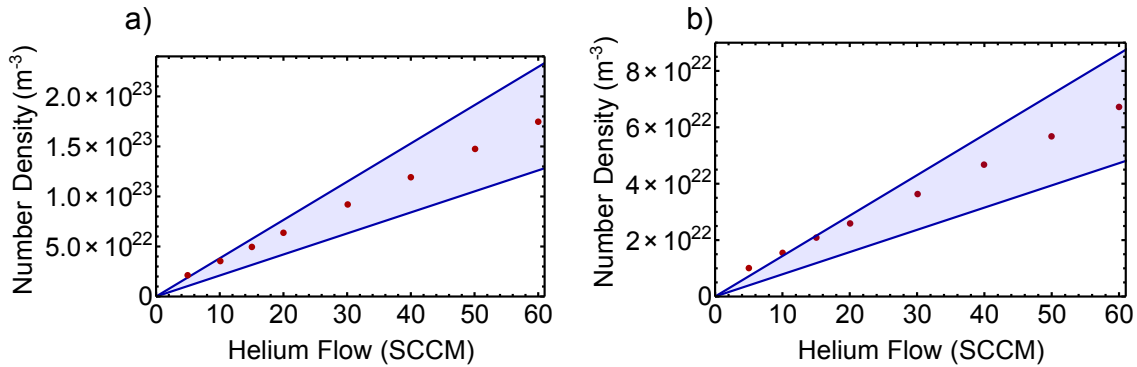 a)
Number Density (m⁻³)
2.0 × 10²³
1.5 × 10²³
1.0 × 10²³
5.0 × 10²²
0
0 10 20 30 40 50 60
Helium Flow (SCCM)
b)
Number Density (m⁻³)
8 × 10²²
6 × 10²²
4 × 10²²
2 × 10²²
0
0 10 20 30 40 50 60
Helium Flow (SCCM)